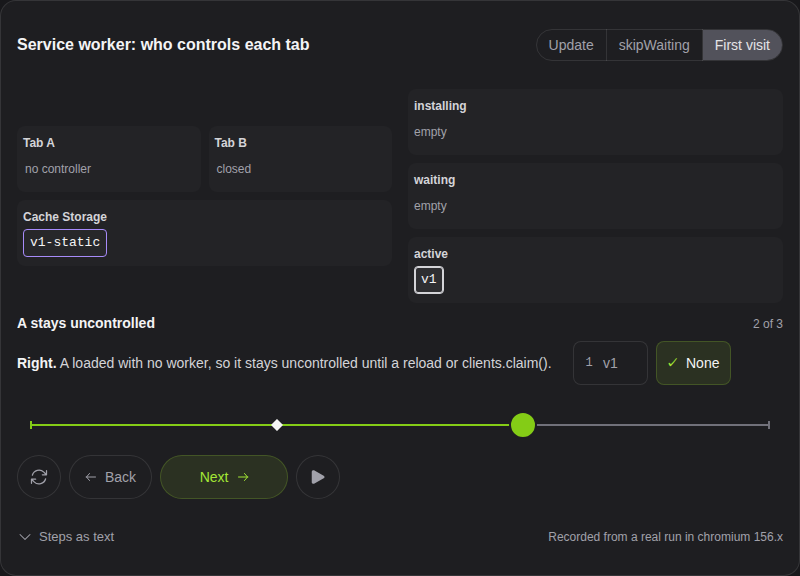 Service worker: who controls each tab
Update
skipWaiting
First visit
Tab A
no controller
Tab B
closed
Cache Storage
v1-static
installing
empty
waiting
empty
active
v1
A stays uncontrolled
2 of 3
Right. A loaded with no worker, so it stays uncontrolled until a reload or clients.claim().
1 v1
None
Back
Next
Steps as text
Recorded from a real run in chromium 156.x